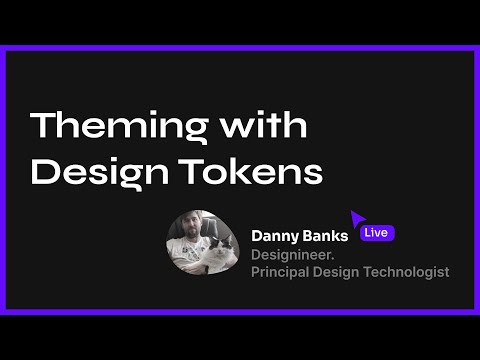 Theming with
Design Tokens
Danny Banks
Live
Designineer.
Principal Design Technologist